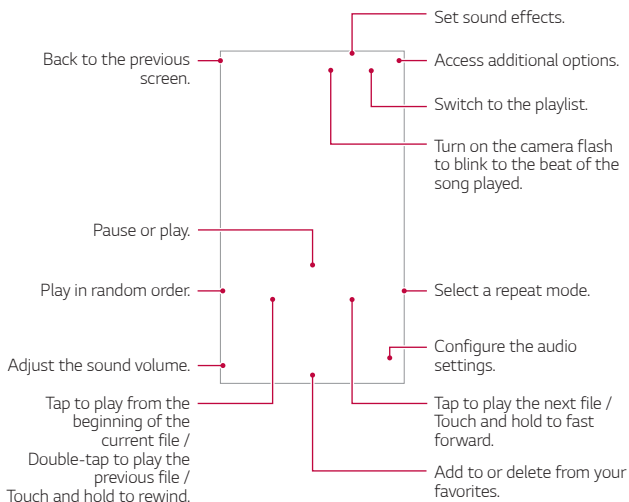 Set sound effects.
Back to the previous
screen.
Access additional options.
Switch to the playlist.
Turn on the camera flash
to blink to the beat of the
song played.
Pause or play.
Play in random order.
Select a repeat mode.
Adjust the sound volume.
Configure the audio
settings.
Tap to play from the
beginning of the
current file /
Double-tap to play the
previous file /
Touch and hold to rewind.
Tap to play the next file /
Touch and hold to fast
forward.
Add to or delete from your
favorites.